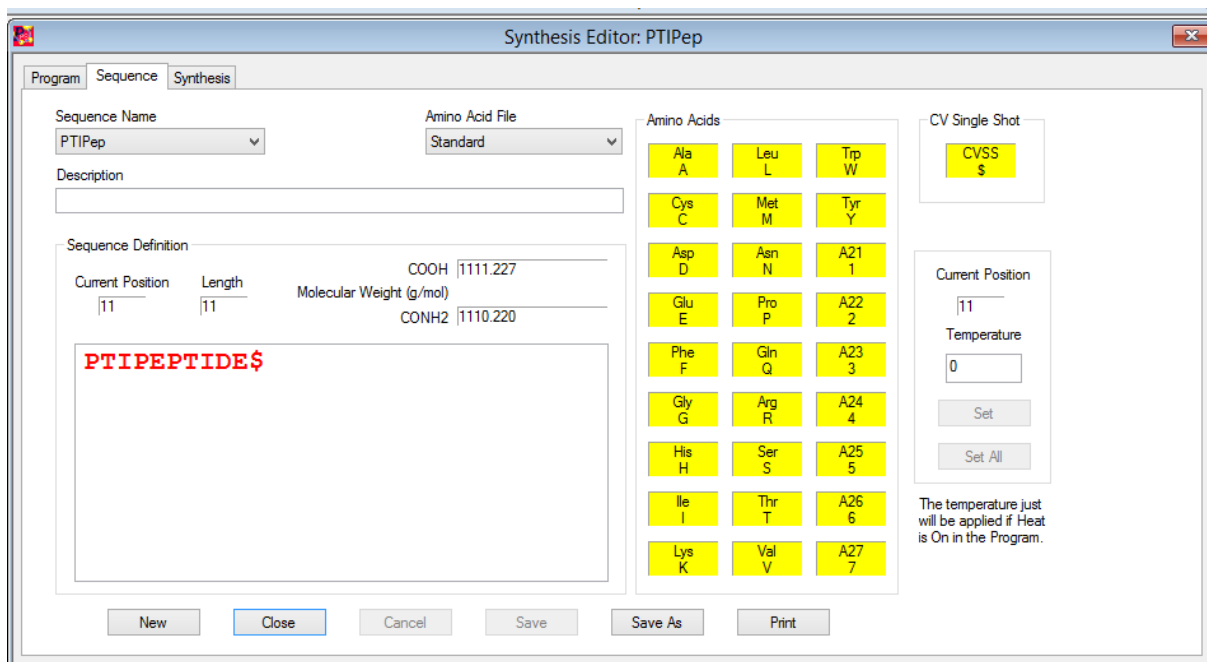 Synthesis Editor: PTIPep
Program Sequence Synthesis
Sequence Name
PTIPep
Amino Acid File
Standard
Description
Sequence Definition
Current Position
11
Length
11
Molecular Weight (g/mol)
COOH 1111.227
CONH2 1110.220
PTIPEPTIDE$
Amino Acids
Ala Leu Trp
A L W
Cys Met Tyr
C M Y
Asp Asn A21
D N 1
Glu Pro A22
E P 2
Phe Gln A23
F Q 3
Gly Arg A24
G R 4
His Ser A25
H S 5
Ile Thr A26
I T 6
Lys Val A27
K V 7
CV Single Shot
CVSS
$
Current Position
11
Temperature
0
Set
Set All
The temperature just
will be applied if Heat
is On in the Program.
New Close Cancel Save Save As Print